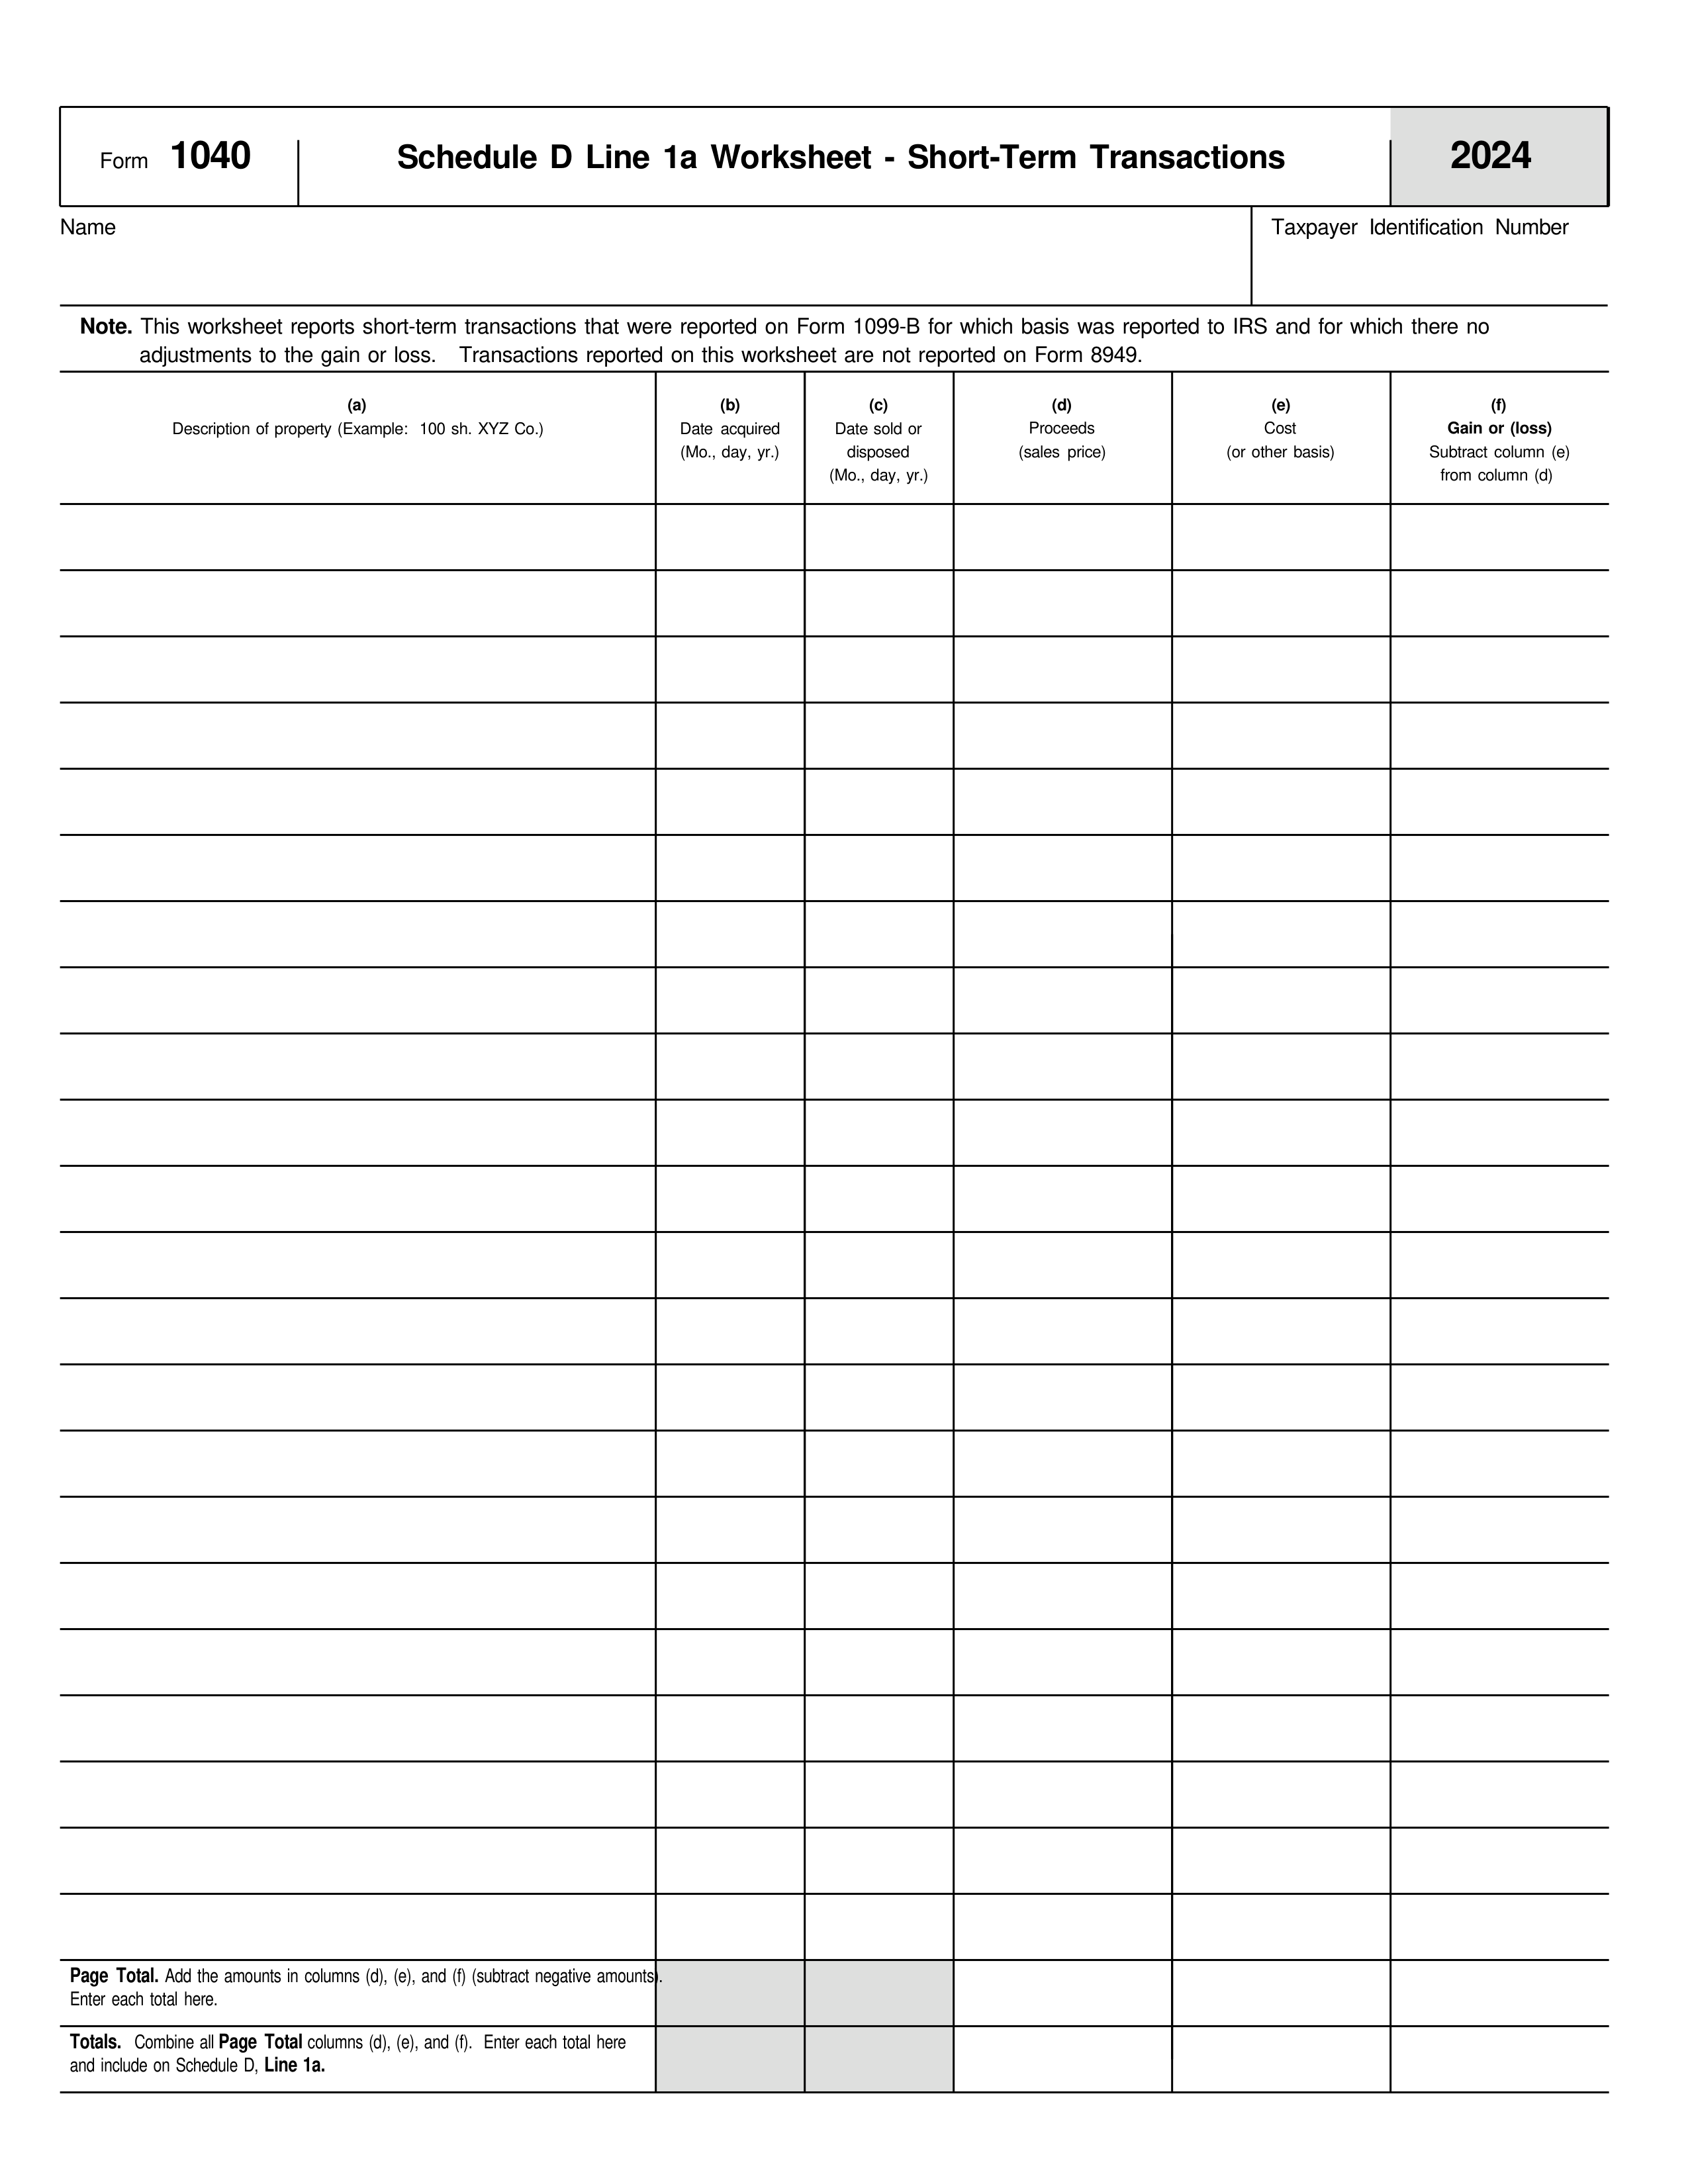 Form 1040
Schedule D Line 1a Worksheet - Short-Term Transactions
2024
Name
Taxpayer Identification Number
Note. This worksheet reports short-term transactions that were reported on Form 1099-B for which basis was reported to IRS and for which there no
adjustments to the gain or loss. Transactions reported on this worksheet are not reported on Form 8949.
(a)
Description of property (Example: 100 sh. XYZ Co.)
(b)
Date acquired
(Mo., day, yr.)
(c)
Date sold or
disposed
(Mo., day, yr.)
(d)
Proceeds
(sales price)
(e)
Cost
(or other basis)
(f)
Gain or (loss)
Subtract column (e)
from column (d)
Page Total. Add the amounts in columns (d), (e), and (f) (subtract negative amounts).
Enter each total here.
Totals. Combine all Page Total columns (d), (e), and (f). Enter each total here
and include on Schedule D, Line 1a.